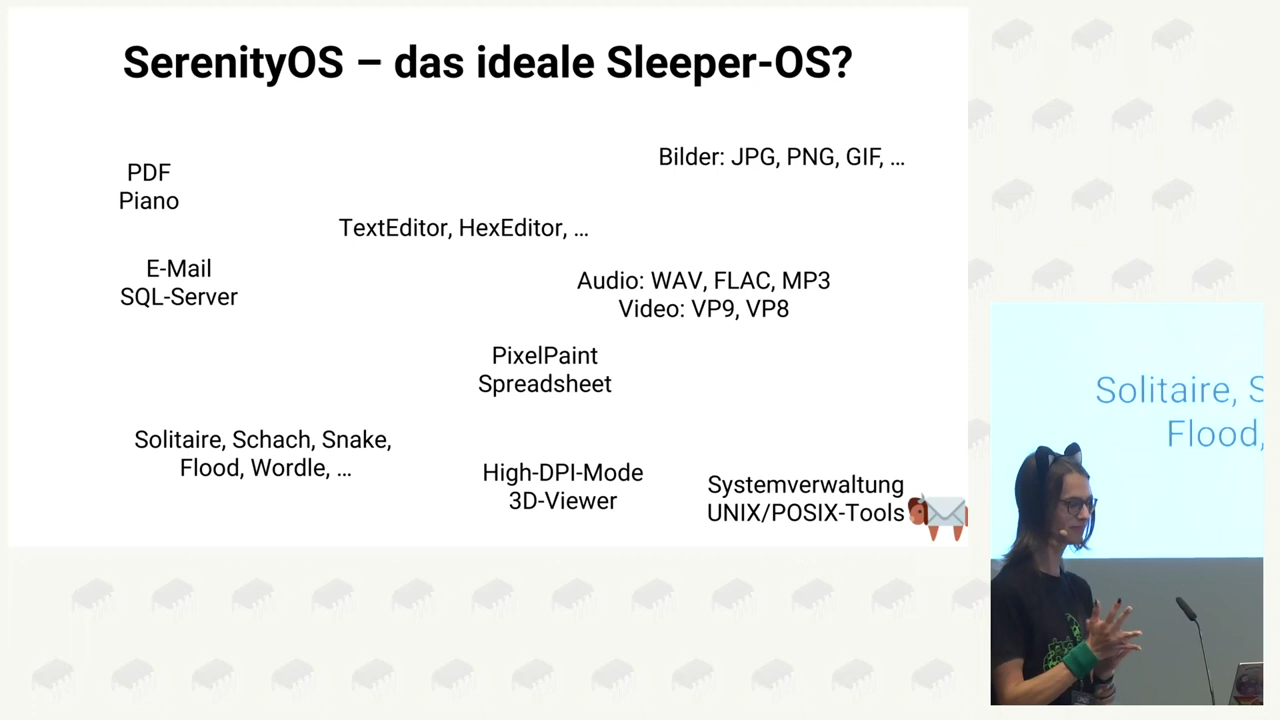 SerenityOS – das ideale Sleeper-OS?
Bilder: JPG, PNG, GIF, ...
PDF
Piano
TextEditor, HexEditor, ...
E-Mail
SQL-Server
Audio: WAV, FLAC, MP3
Video: VP9, VP8
PixelPaint
Spreadsheet
Solitaire, Schach, Snake,
Flood, Wordle, ...
High-DPI-Mode
3D-Viewer
Systemverwaltung
UNIX/POSIX-Tools
Solitaire, S
Flood,